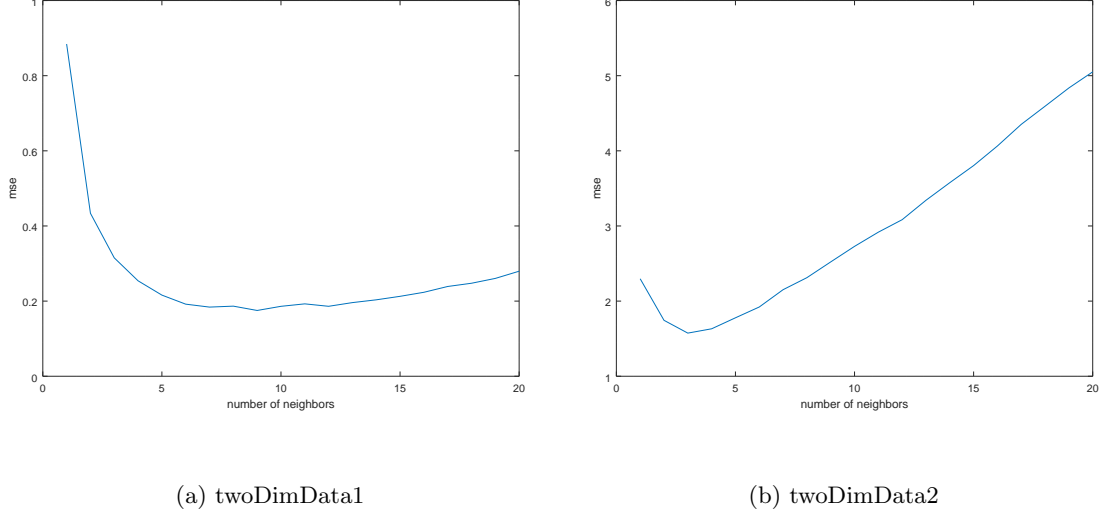 1
0.8
0.6
0.4
0.2
0
mse
0 5 10 15 20
number of neighbors
(a) twoDimData1
6
5
4
3
2
1
mse
0 5 10 15 20
number of neighbors
(b) twoDimData2